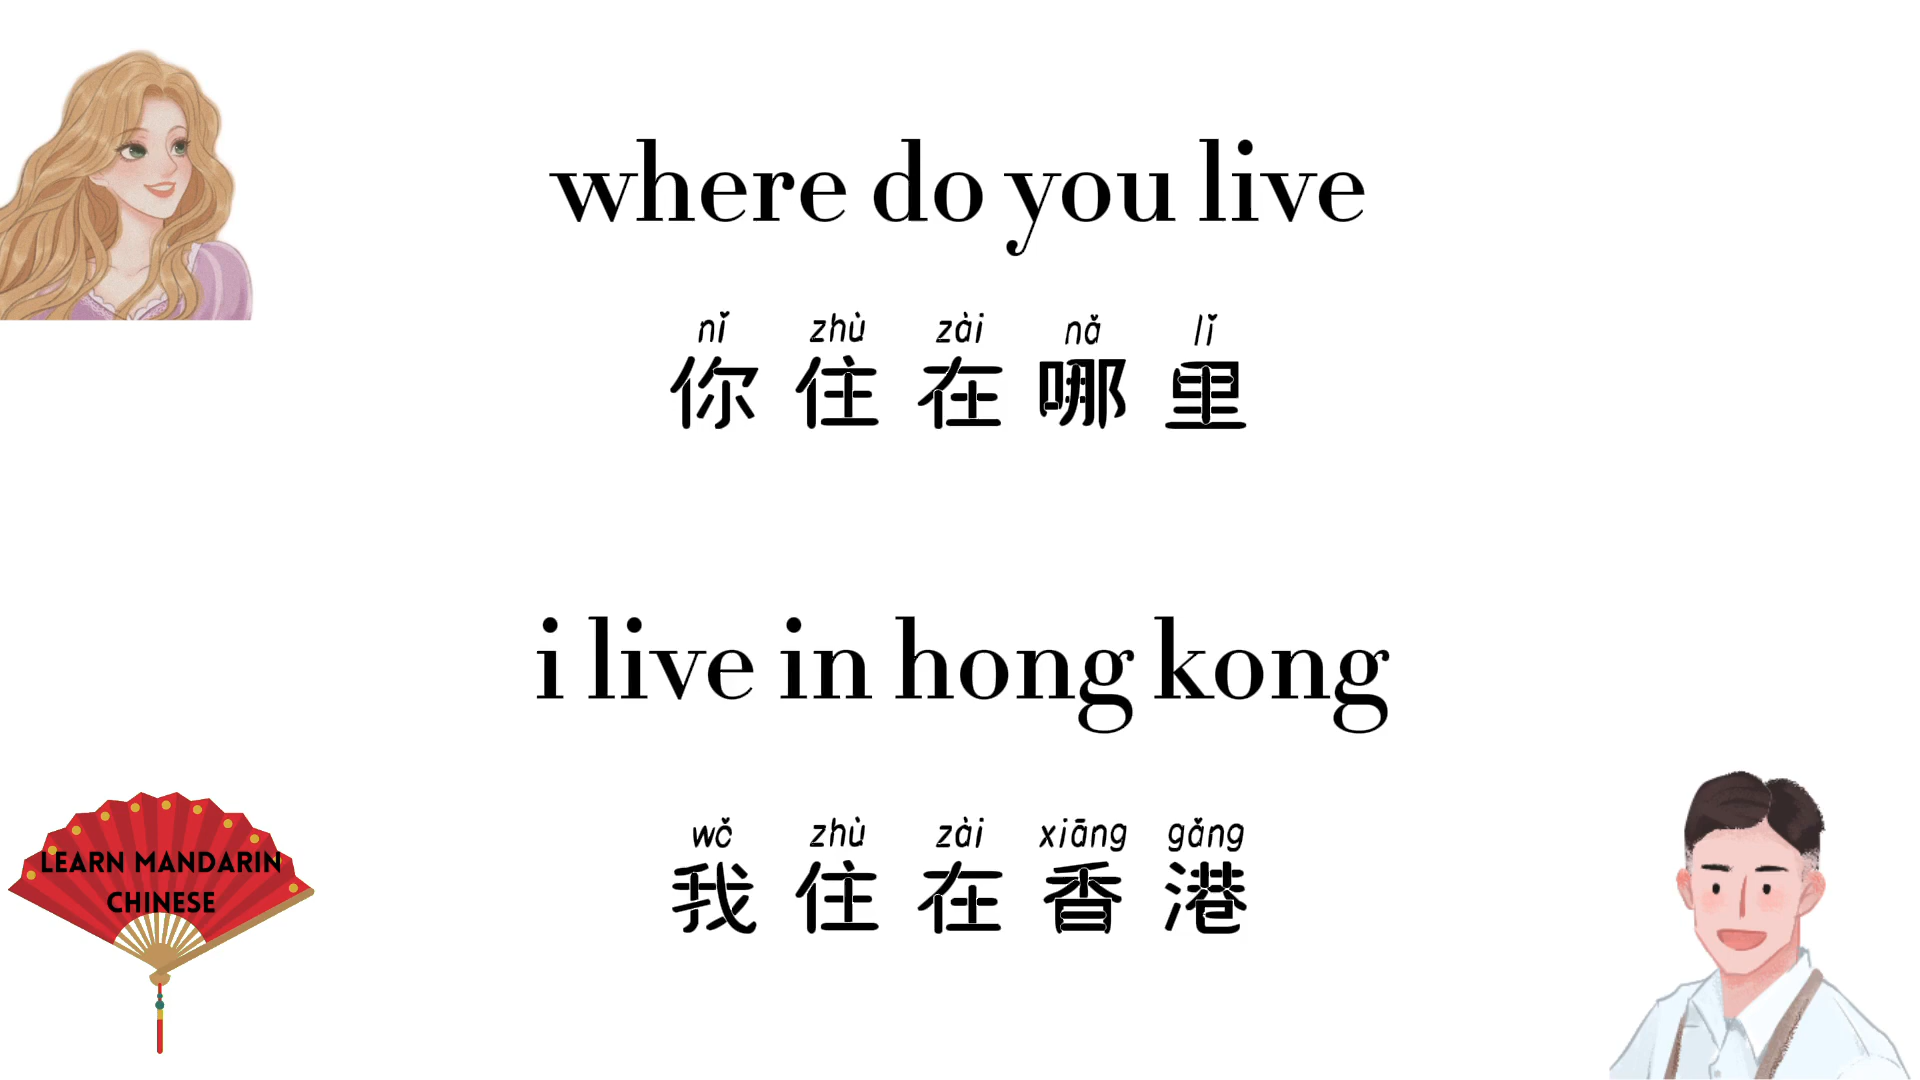 where do you live
nǐ zhù zài nǎ lǐ
你住在哪里
i live in hong kong
wǒ zhù zài xiāng gǎng
我住在香港
LEARN MANDARIN
CHINESE